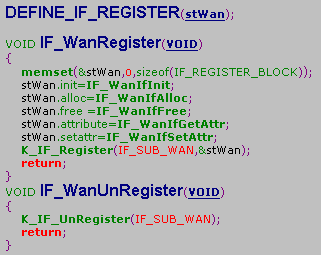 DEFINE_IF_REGISTER(stWan);
VOID IF_WanRegister(VOID)
{
memset(&stWan,0,sizeof(IF_REGISTER_BLOCK));
stWan.init=IF_WanIfInit;
stWan.alloc=IF_WanIfAlloc;
stWan.free =IF_WanIfFree;
stWan.attribute=IF_WanIfGetAttr;
stWan.setattr=IF_WanIfSetAttr;
K_IF_Register(IF_SUB_WAN,&stWan);
return;
}
VOID IF_WanUnRegister(VOID)
{
K_IF_UnRegister(IF_SUB_WAN);
return;
}